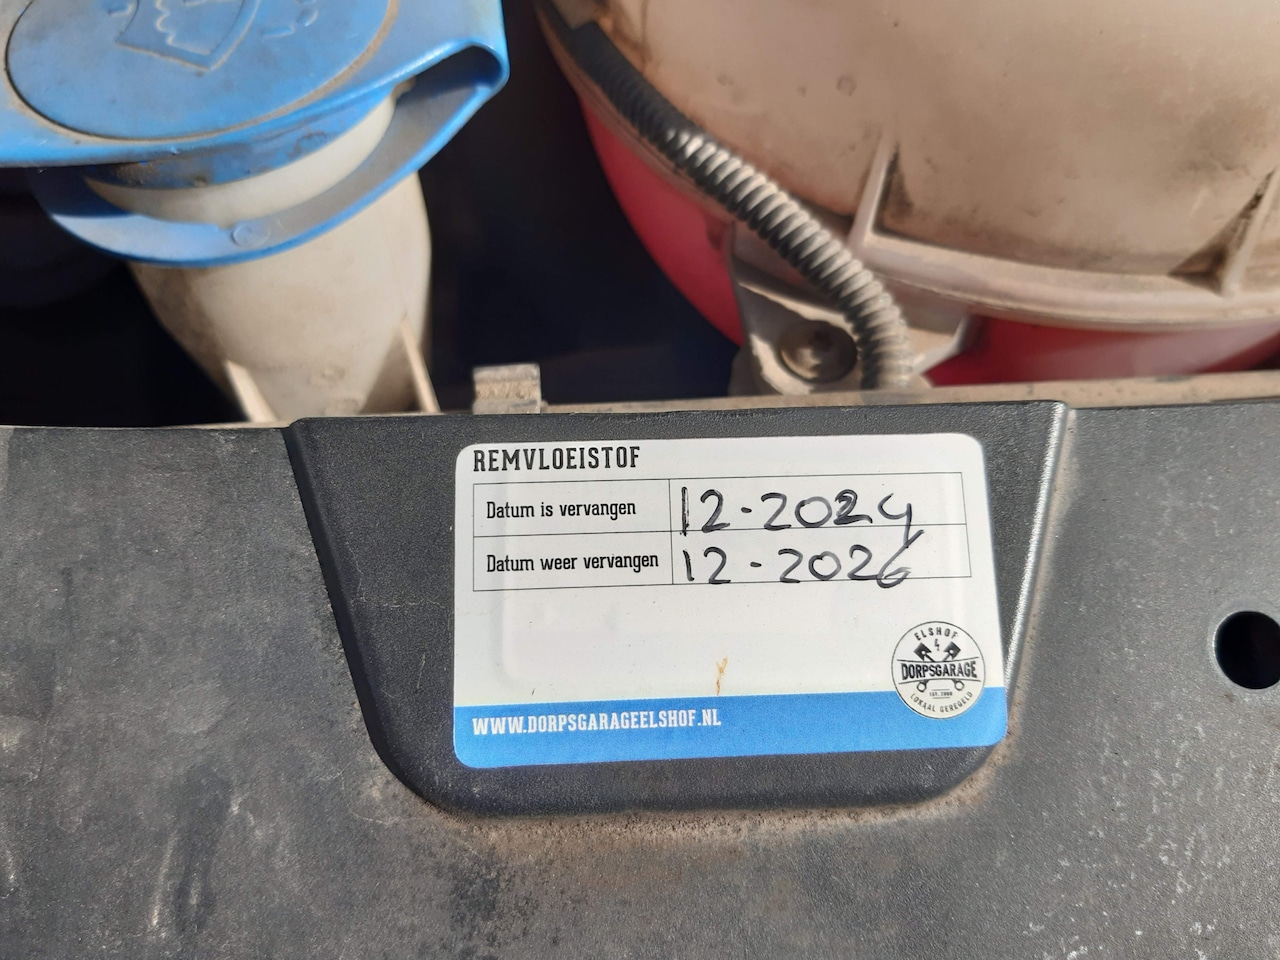 REMVLOEISTOF
Datum is vervangen 12-2024
Datum weer vervangen 12-2026
ELSHOF
DORPSGARAGE
LOKAAL GEREGELD
WWW.DORPSGARAGEELSHOF.NL